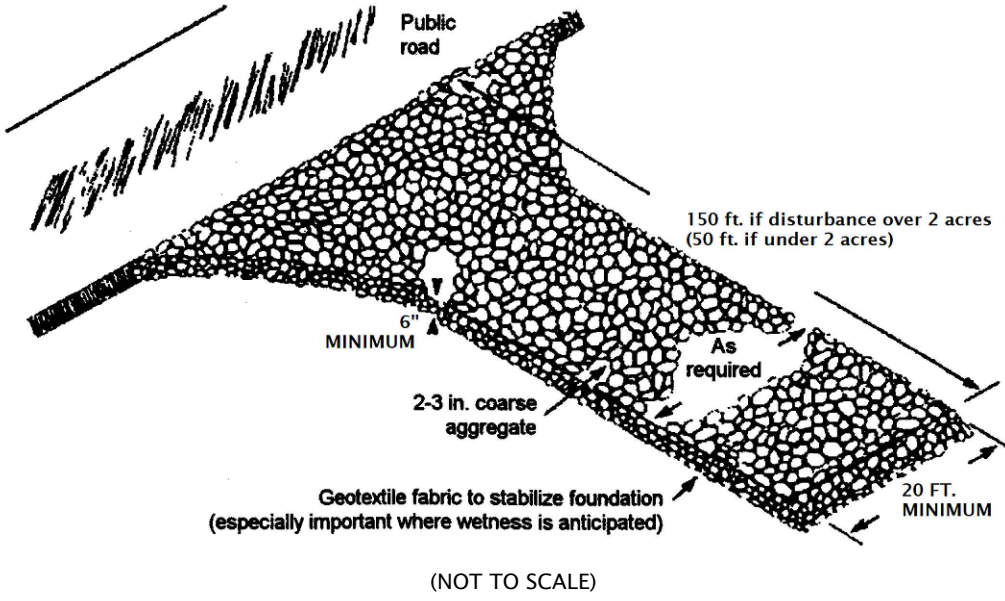 Public
road
150 ft. if disturbance over 2 acres
(50 ft. if under 2 acres)
6"
MINIMUM
As
required
2-3 in. coarse
aggregate
20 FT.
MINIMUM
Geotextile fabric to stabilize foundation
(especially important where wetness is anticipated)
(NOT TO SCALE)